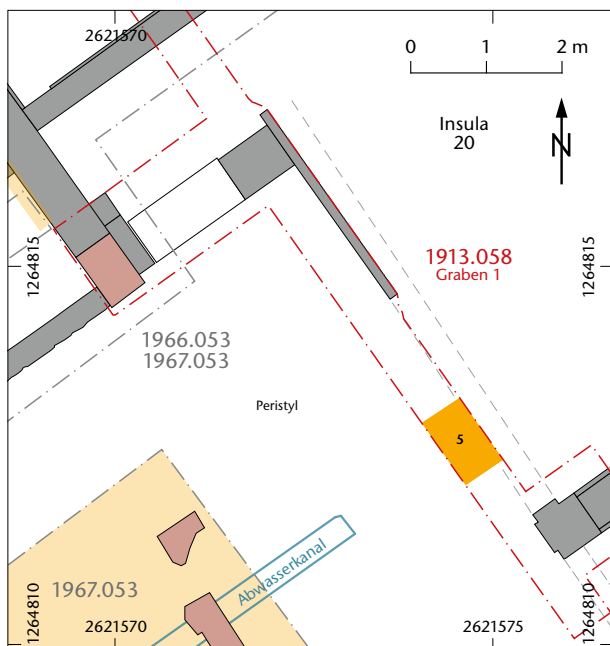 2621570
0 1 2 m
Insula
20
N
1264815
1264815
1913.058
Graben 1
1966.053
1967.053
Peristyl
5
Abwasserkanal
1967.053
1264810
1264810
2621570
2621575